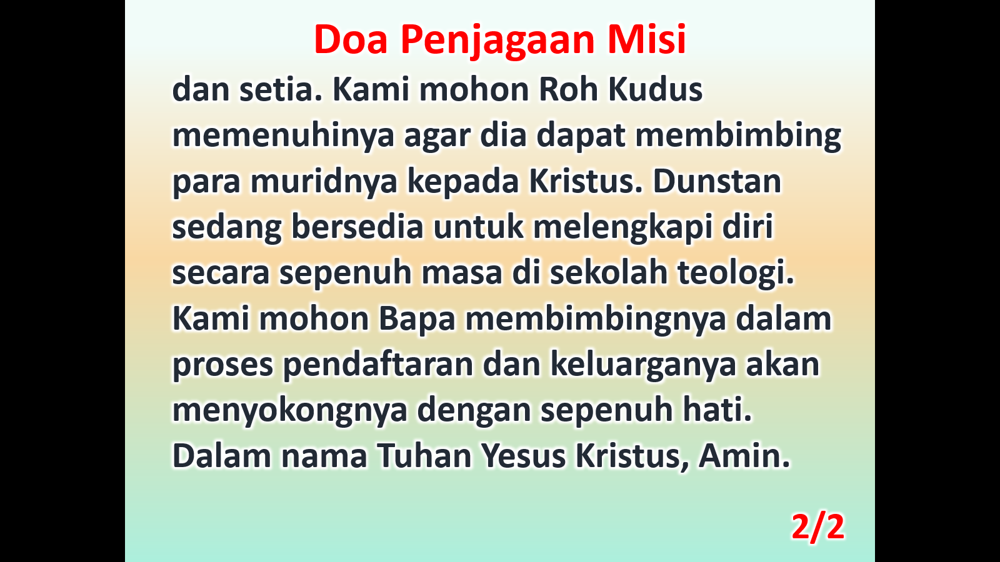 Doa Penjagaan Misi
dan setia. Kami mohon Roh Kudus
memenuhinya agar dia dapat membimbing
para muridnya kepada Kristus. Dunstan
sedang bersedia untuk melengkapi diri
secara sepenuh masa di sekolah teologi.
Kami mohon Bapa membimbingnya dalam
proses pendaftaran dan keluarganya akan
menyokongnya dengan sepenuh hati.
Dalam nama Tuhan Yesus Kristus, Amin.
2/2